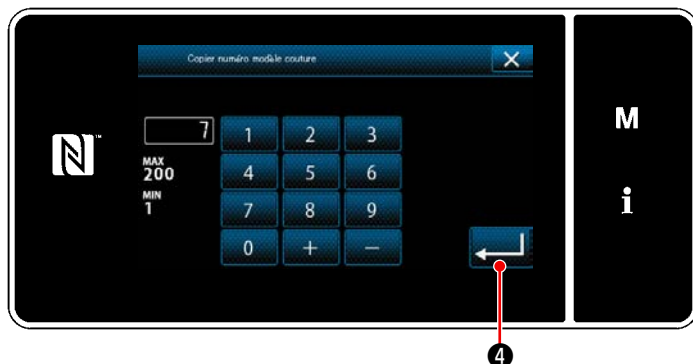 Copier numéro modèle couture
7
MAX
200
MIN
1
1 2 3
4 5 6
7 8 9
0 + −
M
i
N
❹